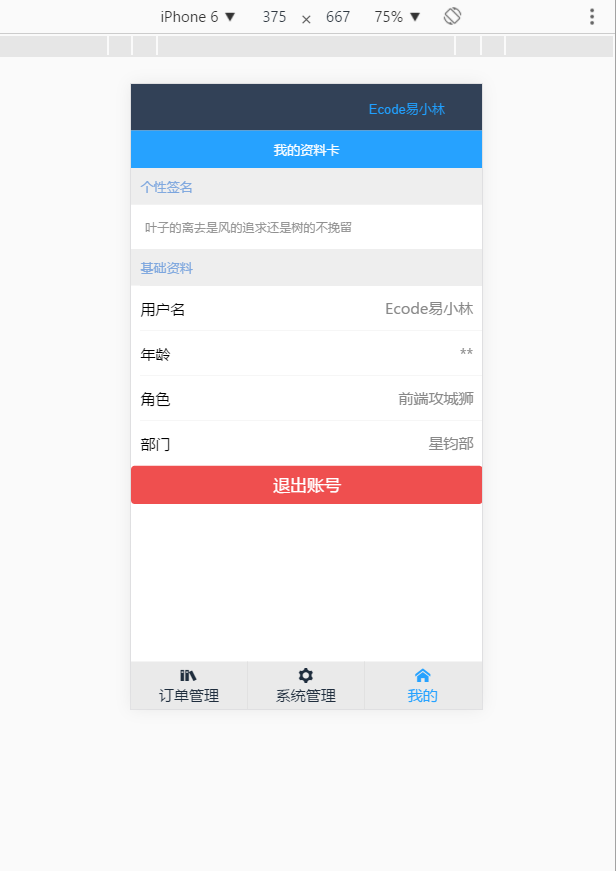 iPhone 6 ▼ 375 × 667 75% ▼
Ecode易小林
我的资料卡
个性签名
叶子的离去是风的追求还是树的不挽留
基础资料
用户名 Ecode易小林
年龄 **
角色 前端攻城狮
部门 星钧部
退出账号
订单管理 系统管理 我的